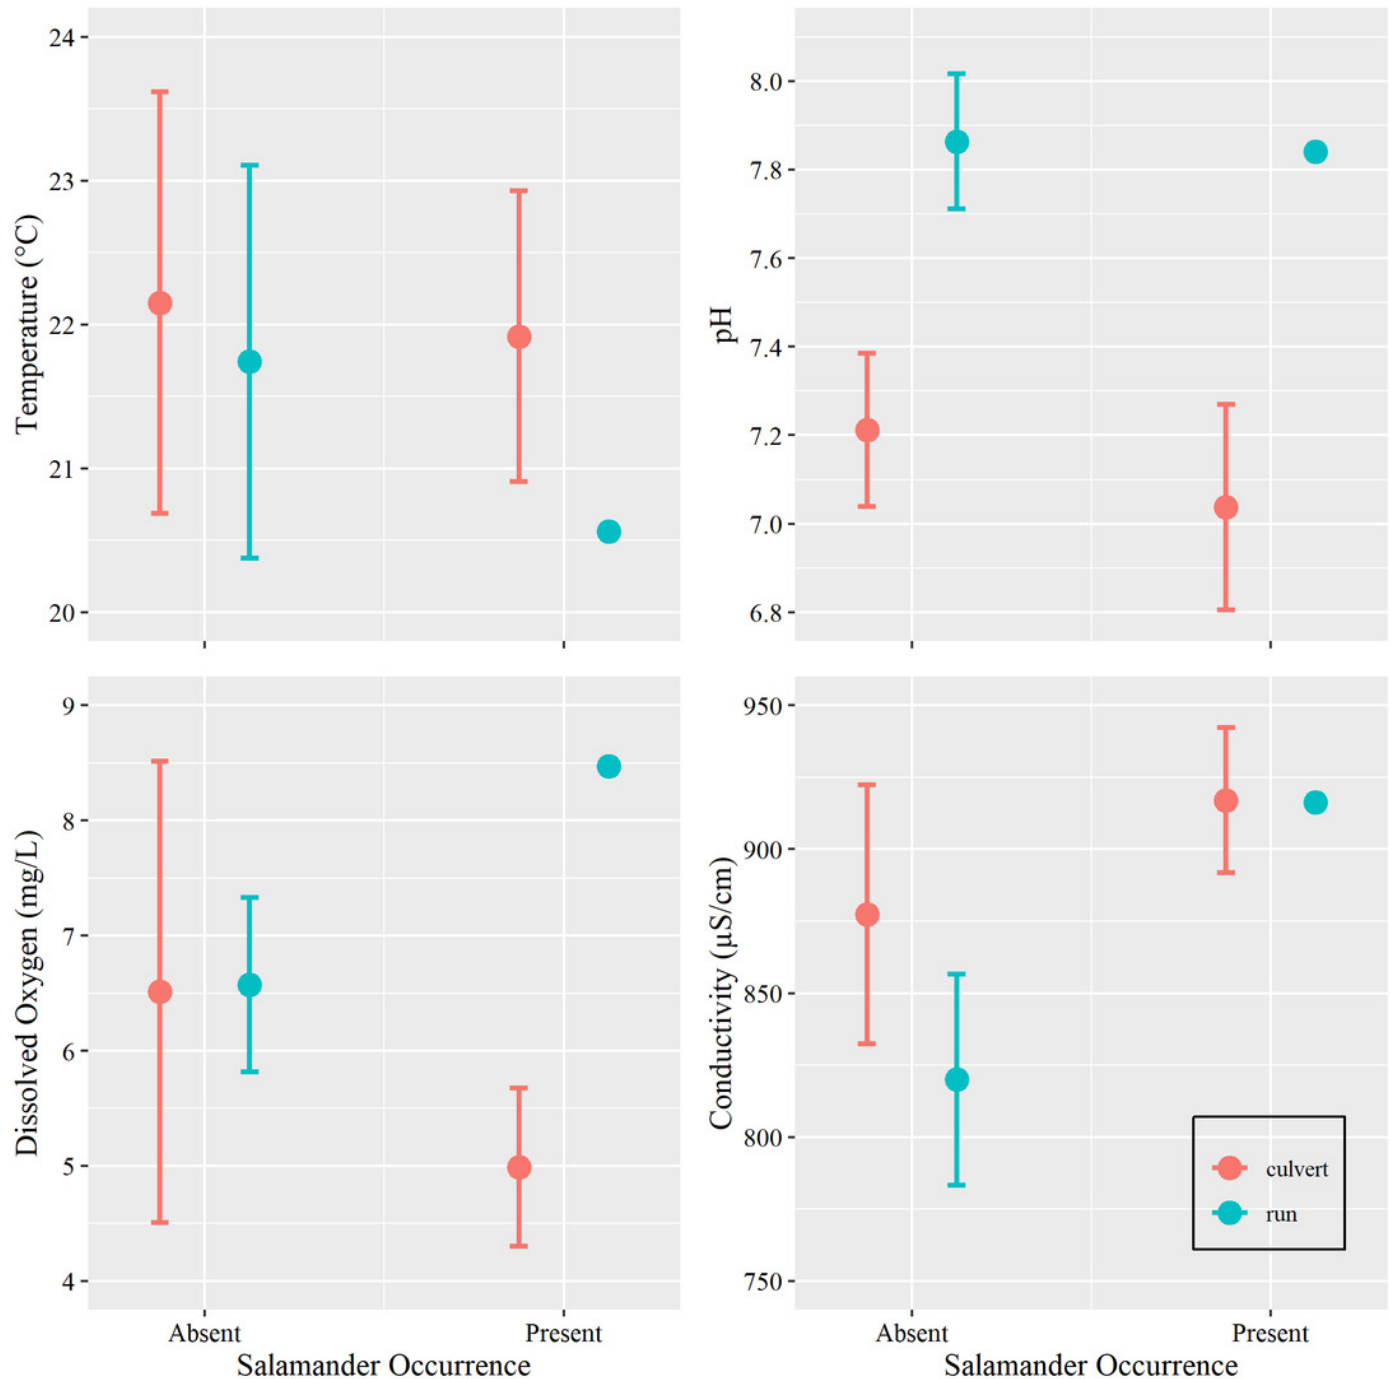 Temperature (°C)
24
23
22
21
20
pH
8.0
7.8
7.6
7.4
7.2
7.0
6.8
Dissolved Oxygen (mg/L)
9
8
7
6
5
4
Absent
Present
Salamander Occurrence
Conductivity (µS/cm)
950
900
850
800
750
culvert
run
Absent
Present
Salamander Occurrence